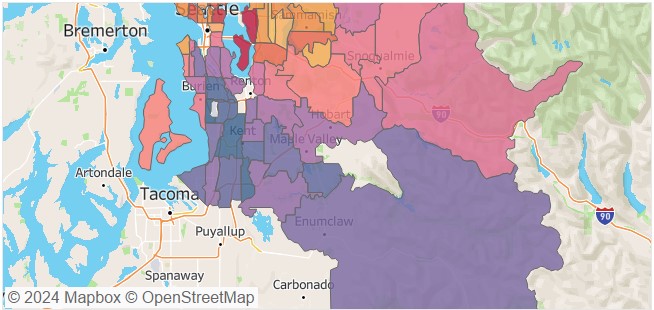 Seattle
Sammamish
Bremerton
Snoqualmie
Renton
Burien
90
Hobart
Kent
Maple Valley
Artondale
Tacoma
90
Enumclaw
Puyallup
Spanaway
Carbonado
© 2024 Mapbox © OpenStreetMap